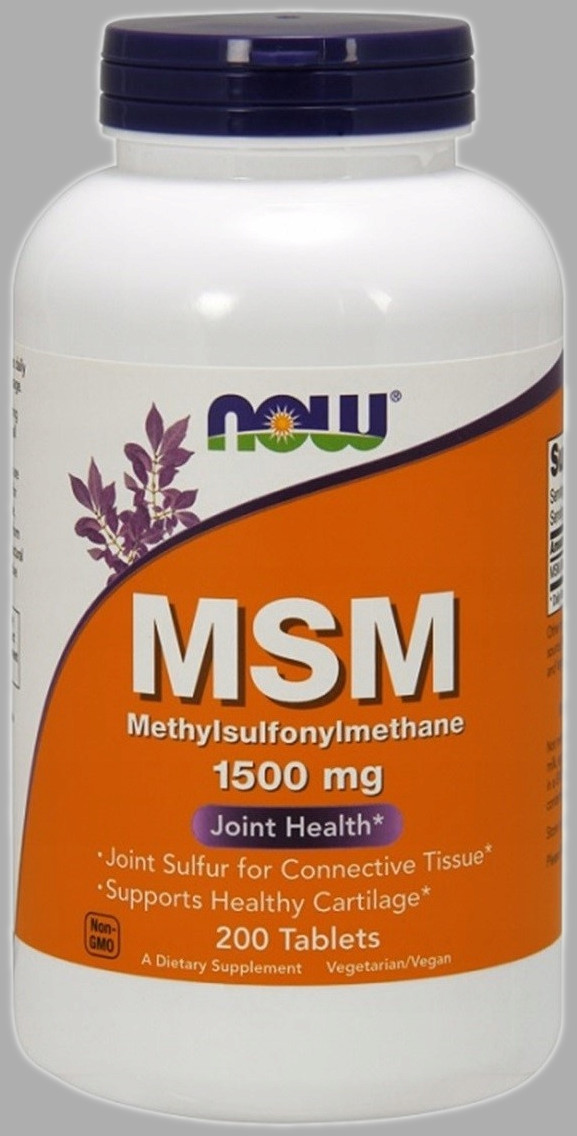 now®
MSM
Methylsulfonylmethane
1500 mg
Joint Health*
•Joint Sulfur for Connective Tissue*
•Supports Healthy Cartilage*
Non-
GMO
200 Tablets
A Dietary Supplement Vegetarian/Vegan